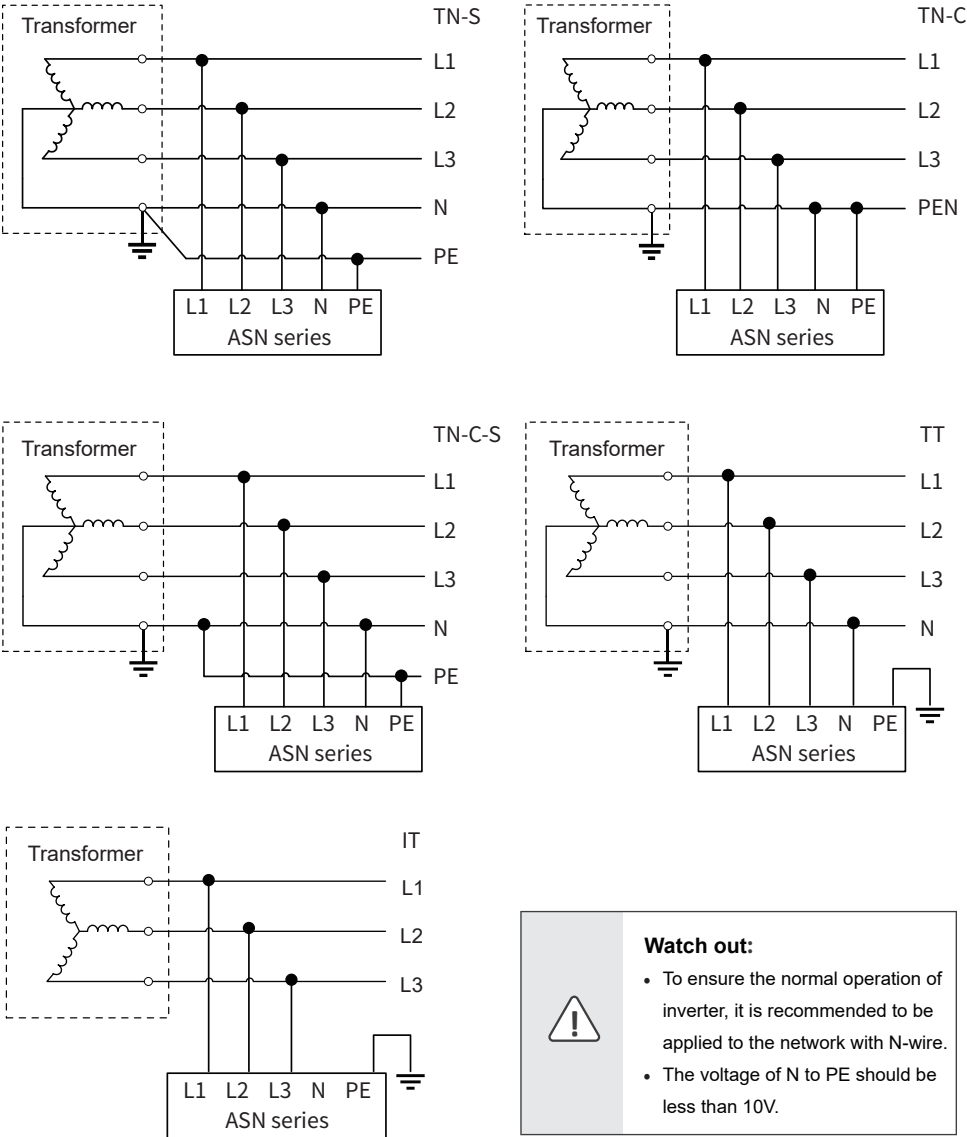 Transformer
TN-S
L1
L2
L3
N
PE
L1 L2 L3 N PE
ASN series
Transformer
TN-C
L1
L2
L3
PEN
L1 L2 L3 N PE
ASN series
Transformer
TN-C-S
L1
L2
L3
N
PE
L1 L2 L3 N PE
ASN series
Transformer
TT
L1
L2
L3
N
L1 L2 L3 N PE
ASN series
Transformer
IT
L1
L2
L3
L1 L2 L3 N PE
ASN series
Watch out:
• To ensure the normal operation of
inverter, it is recommended to be
applied to the network with N-wire.
• The voltage of N to PE should be
less than 10V.